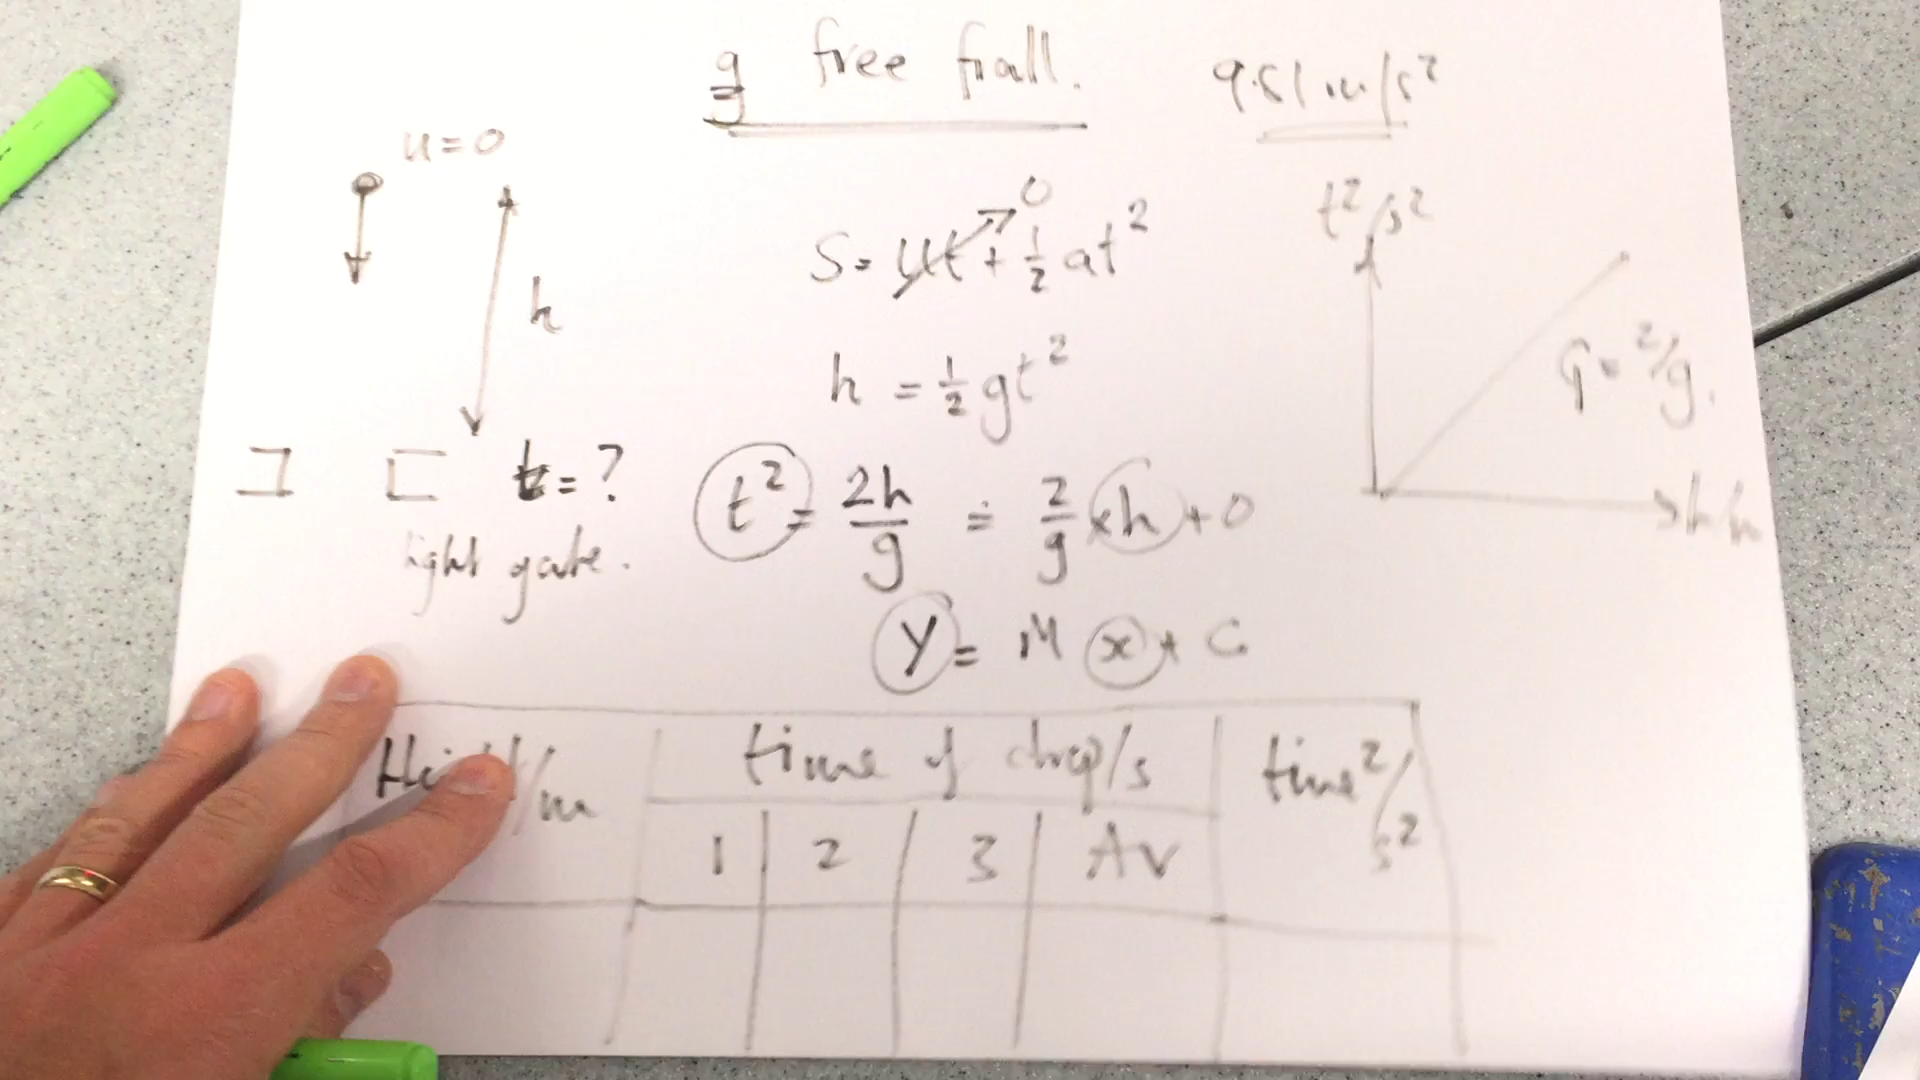 g free fall.
9.81 m/s²
u=0
h
t=?
light gate.
S=ut+½at²
0
h = ½gt²
t² = 2h/g = 2/g × h + 0
y = M x + C
t²/s²
G = 2/g.
time of drop/s
time²/s²
1 2 3 Av